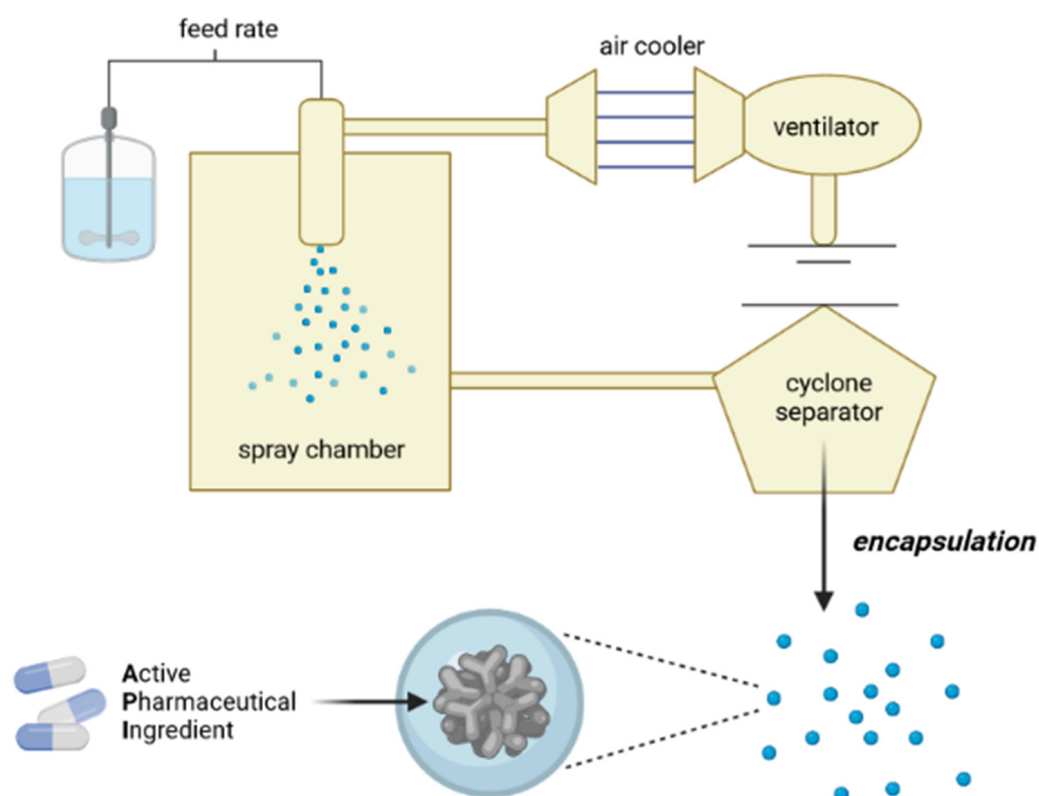 feed rate
air cooler
ventilator
cyclone
separator
spray chamber
encapsulation
Active
Pharmaceutical
Ingredient